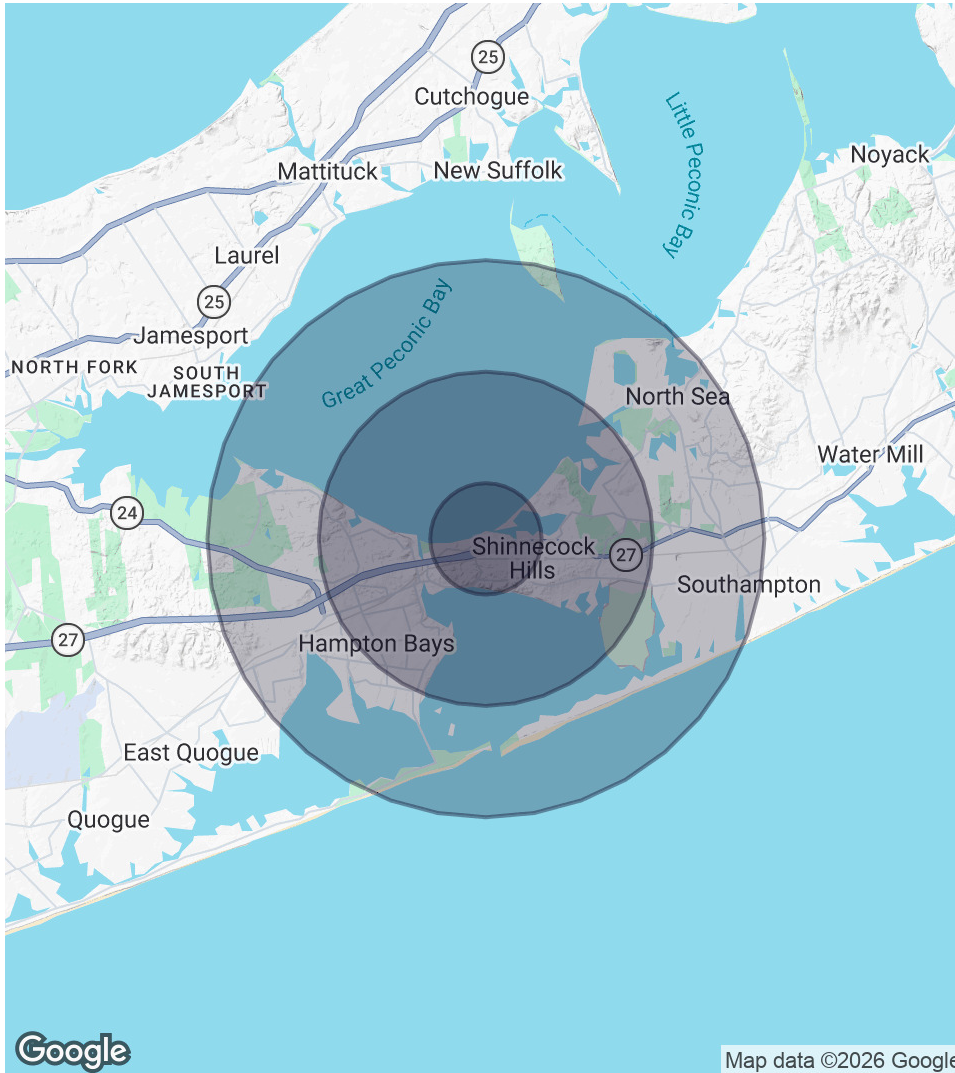 25
Cutchogue
Little Peconic Bay
Noyack
Mattituck
New Suffolk
Laurel
25
Great Peconic Bay
Jamesport
NORTH FORK
SOUTH
JAMESPORT
North Sea
Water Mill
24
Shinnecock
Hills
27
Southampton
27
Hampton Bays
East Quogue
Quogue
Google
Map data ©2026 Google